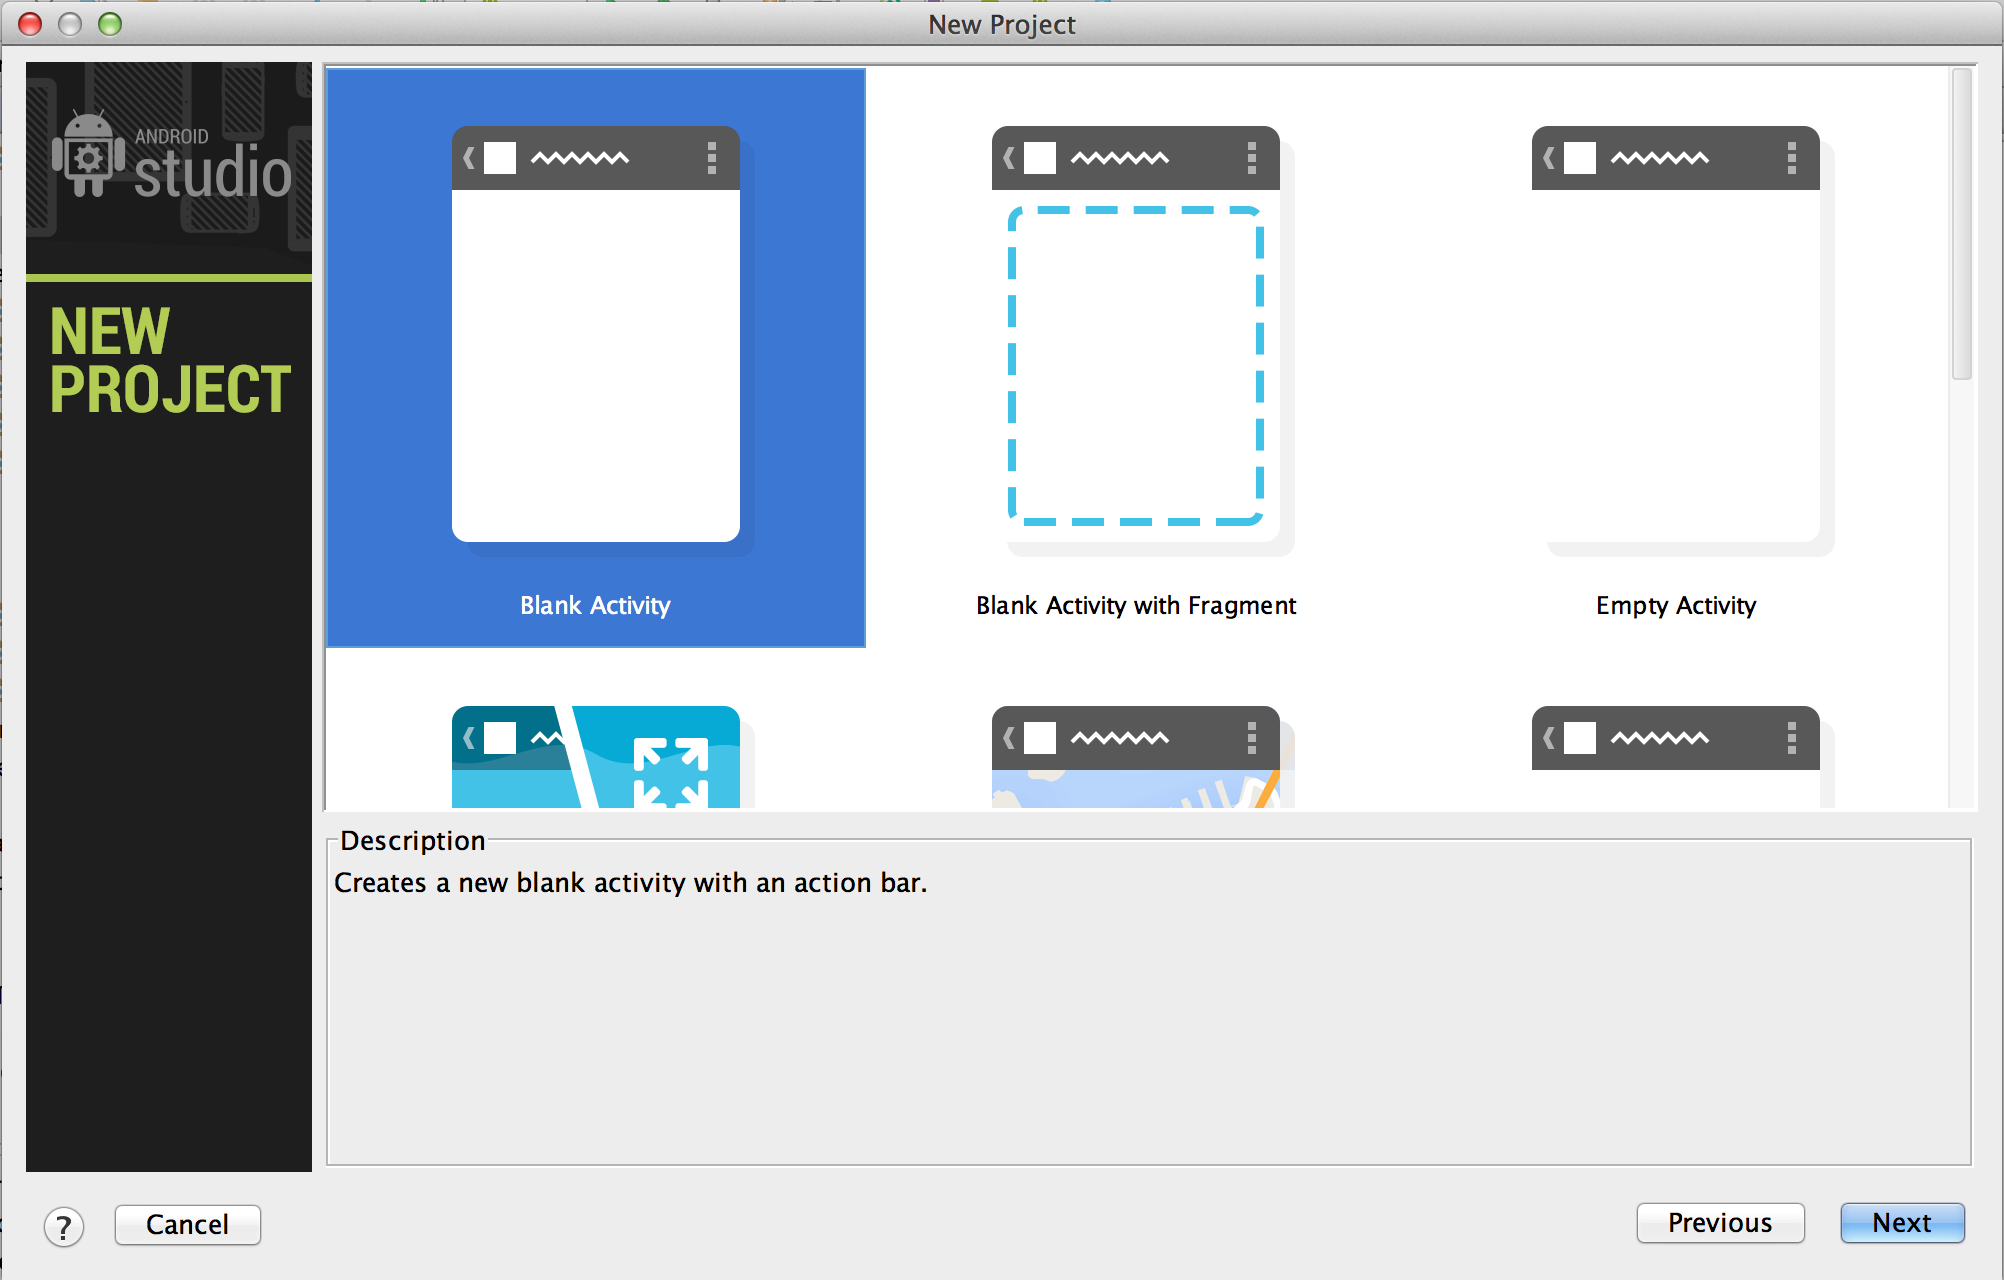 New Project
ANDROID
studio
NEW
PROJECT
Blank Activity
Blank Activity with Fragment
Empty Activity
Description
Creates a new blank activity with an action bar.
?
Cancel
Previous
Next